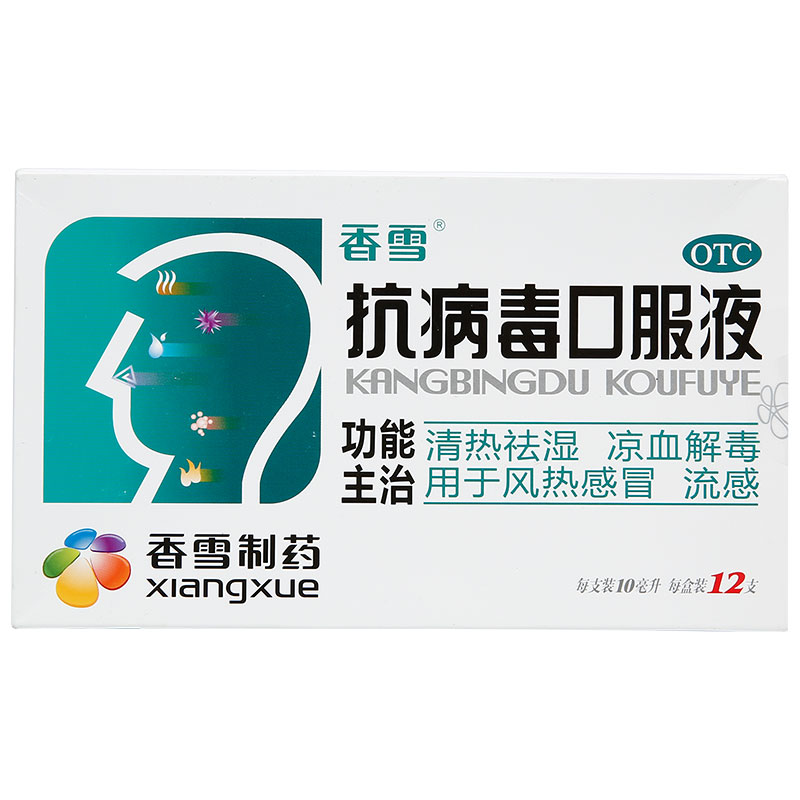 香雪®
OTC
抗病毒口服液
KANGBINGDU KOUFUYE
功能主治
清热祛湿 凉血解毒
用于风热感冒 流感
香雪制药
xiangxue
每支装10毫升 每盒装12支